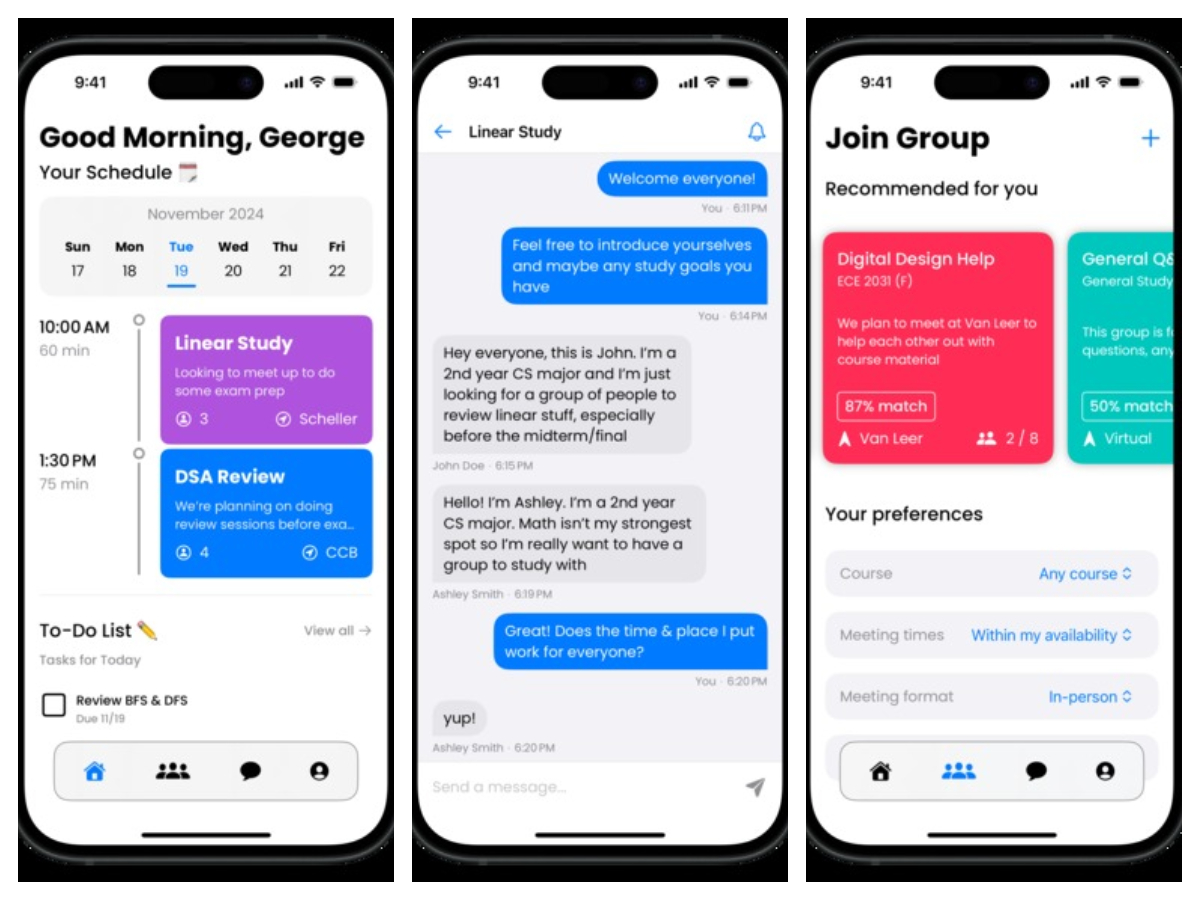 9:41
Good Morning, George
Your Schedule 🗓️
November 2024
Sun Mon Tue Wed Thu Fri
17 18 19 20 21 22
10:00 AM
60 min
Linear Study
Looking to meet up to do
some exam prep
3 Scheller
1:30 PM
75 min
DSA Review
We're planning on doing
review sessions before exa...
4 CCB
To-Do List ✏️
View all →
Tasks for Today
Review BFS & DFS
Due 11/19
9:41
← Linear Study
Welcome everyone!
You · 6:11 PM
Feel free to introduce yourselves
and maybe any study goals you
have
You · 6:14 PM
Hey everyone, this is John. I'm a
2nd year CS major and I'm just
looking for a group of people to
review linear stuff, especially
before the midterm/final
John Doe · 6:15 PM
Hello! I'm Ashley. I'm a 2nd year
CS major. Math isn't my strongest
spot so I'm really want to have a
group to study with
Ashley Smith · 6:19 PM
Great! Does the time & place I put
work for everyone?
You · 6:20 PM
yup!
Ashley Smith · 6:20 PM
Send a message...
9:41
Join Group +
Recommended for you
Digital Design Help
ECE 2031 (F)
We plan to meet at Van Leer to
help each other out with
course material
87% match
Van Leer 2 / 8
General Q&
General Study
This group is f
questions, any
50% match
Virtual
Your preferences
Course Any course
Meeting times Within my availability
Meeting format In-person